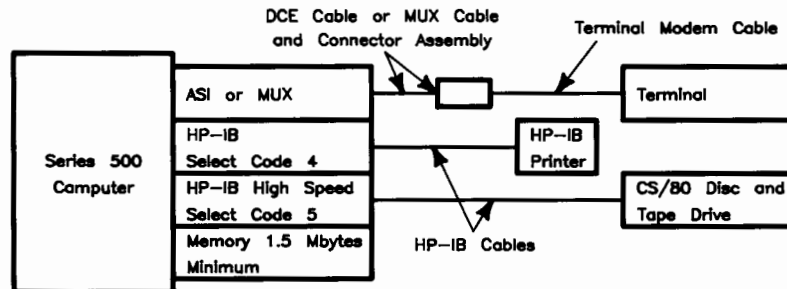 DCE Cable or MUX Cable
and Connector Assembly
Terminal Modem Cable
ASI or MUX
Terminal
HP-IB
Select Code 4
HP-IB
Printer
Series 500
Camputer
HP-IB High Speed
Select Code 5
CS/80 Disc and
Tape Drive
Memory 1.5 Mbytes
Minimum
HP-IB Cables